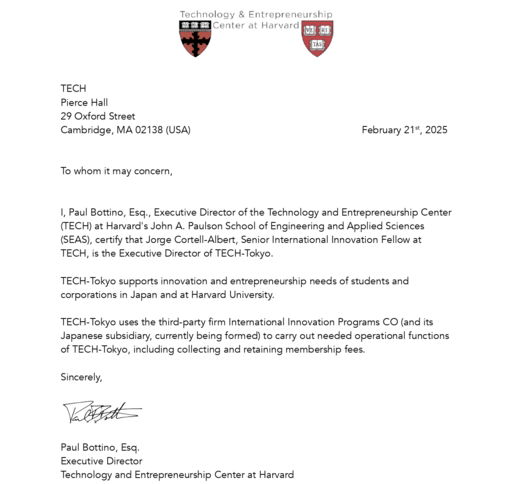 Technology & Entrepreneurship
Center at Harvard
TECH
Pierce Hall
29 Oxford Street
Cambridge, MA 02138 (USA) February 21st, 2025
To whom it may concern,
I, Paul Bottino, Esq., Executive Director of the Technology and Entrepreneurship Center
(TECH) at Harvard's John A. Paulson School of Engineering and Applied Sciences
(SEAS), certify that Jorge Cortell-Albert, Senior International Innovation Fellow at
TECH, is the Executive Director of TECH-Tokyo.
TECH-Tokyo supports innovation and entrepreneurship needs of students and
corporations in Japan and at Harvard University.
TECH-Tokyo uses the third-party firm International Innovation Programs CO (and its
Japanese subsidiary, currently being formed) to carry out needed operational functions
of TECH-Tokyo, including collecting and retaining membership fees.
Sincerely,
Paul Bottino, Esq.
Executive Director
Technology and Entrepreneurship Center at Harvard